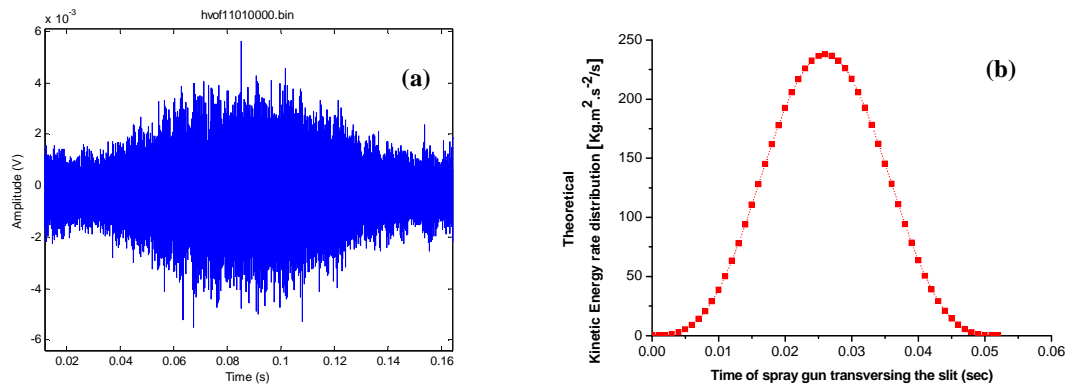 x 10⁻³
hvof11010000.bin
6
4
2
0
-2
-4
-6
Amplitude (V)
0.02 0.04 0.06 0.08 0.1 0.12 0.14 0.16
Time (s)
(a)
Theoretical
Kinetic Energy rate distribution [Kg.m².s⁻²/s]
250
200
150
100
50
0
0.00 0.01 0.02 0.03 0.04 0.05 0.06
Time of spray gun transversing the slit (sec)
(b)